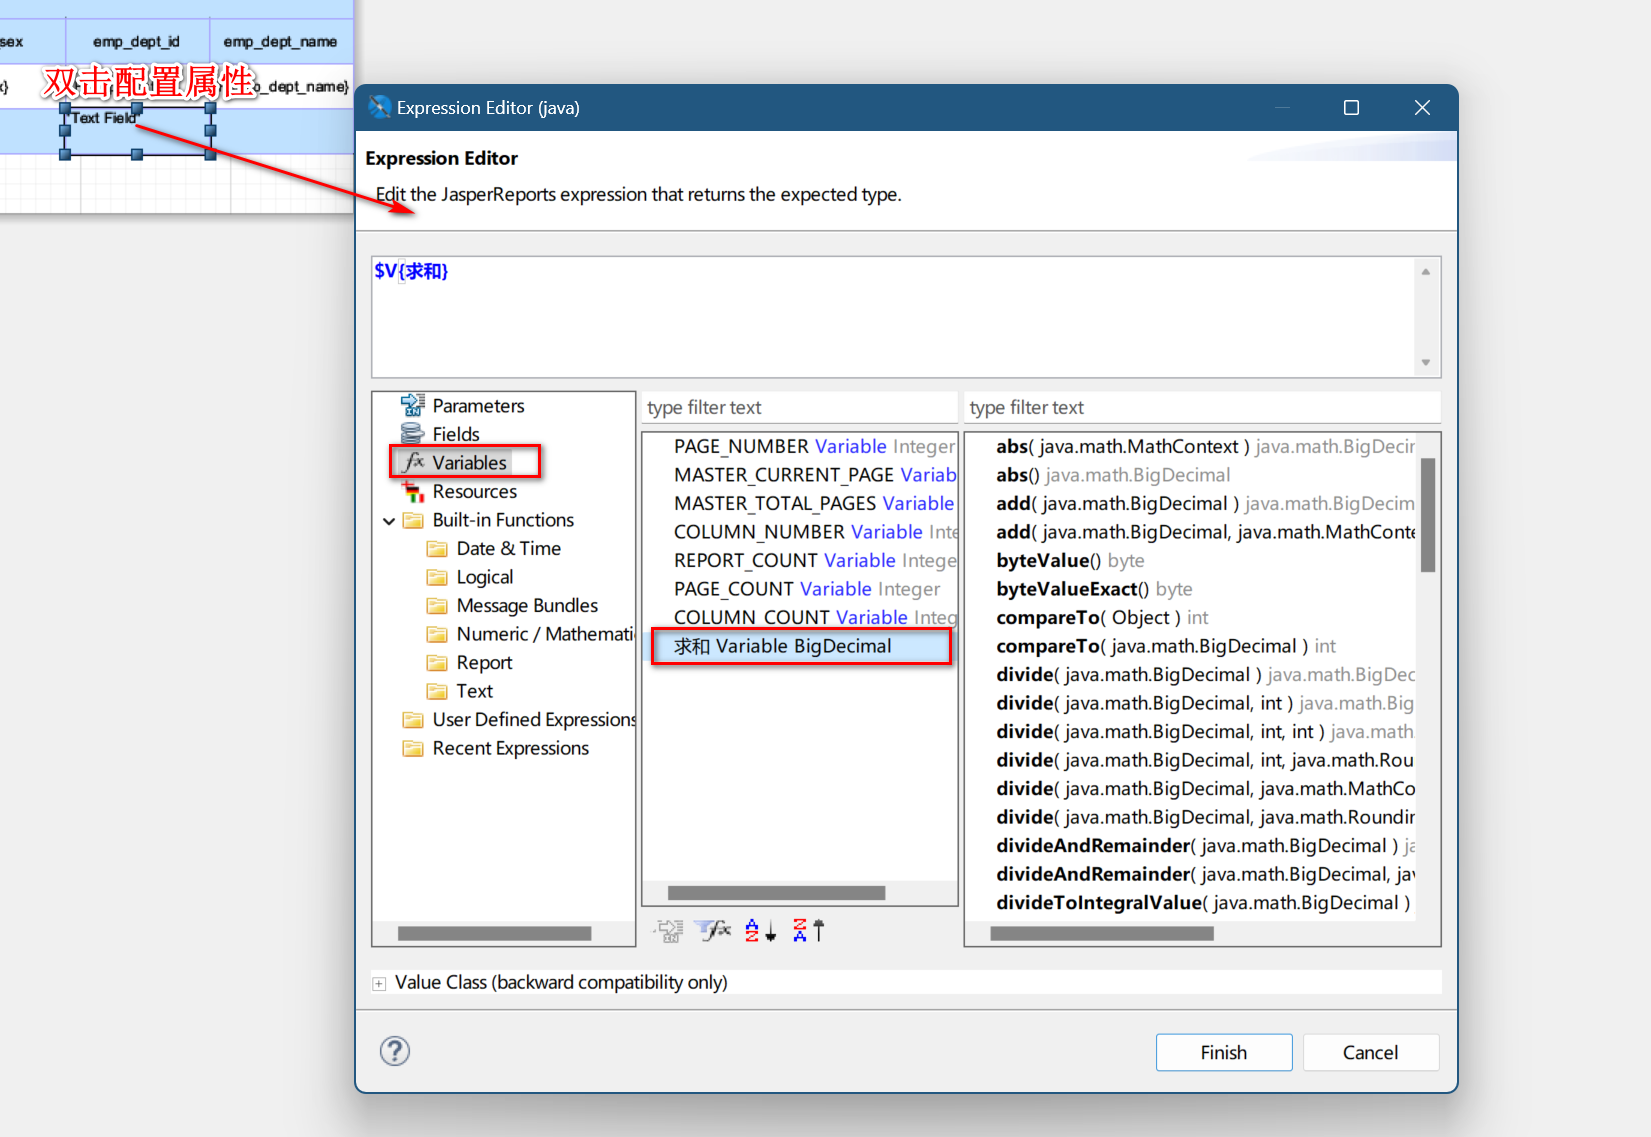 sex
emp_dept_id
emp_dept_name
双击配置属性
_dept_name}
"Text Field"
Expression Editor (java)
Expression Editor
Edit the JasperReports expression that returns the expected type.
$V{求和}
Parameters
Fields
Variables
Resources
Built-in Functions
Date & Time
Logical
Message Bundles
Numeric / Mathemati
Report
Text
User Defined Expressions
Recent Expressions
type filter text
PAGE_NUMBER Variable Integer
MASTER_CURRENT_PAGE Variab
MASTER_TOTAL_PAGES Variable
COLUMN_NUMBER Variable Inte
REPORT_COUNT Variable Intege
PAGE_COUNT Variable Integer
COLUMN_COUNT Variable Integ
求和 Variable BigDecimal
type filter text
abs( java.math.MathContext ) java.math.BigDecir
abs() java.math.BigDecimal
add( java.math.BigDecimal ) java.math.BigDecim
add( java.math.BigDecimal, java.math.MathConte
byteValue() byte
byteValueExact() byte
compareTo( Object ) int
compareTo( java.math.BigDecimal ) int
divide( java.math.BigDecimal ) java.math.BigDec
divide( java.math.BigDecimal, int ) java.math.Big
divide( java.math.BigDecimal, int, int ) java.math.
divide( java.math.BigDecimal, int, java.math.Rou
divide( java.math.BigDecimal, java.math.MathCo
divide( java.math.BigDecimal, java.math.Roundir
divideAndRemainder( java.math.BigDecimal ) ja
divideAndRemainder( java.math.BigDecimal, jav
divideToIntegralValue( java.math.BigDecimal )
Value Class (backward compatibility only)
Finish
Cancel